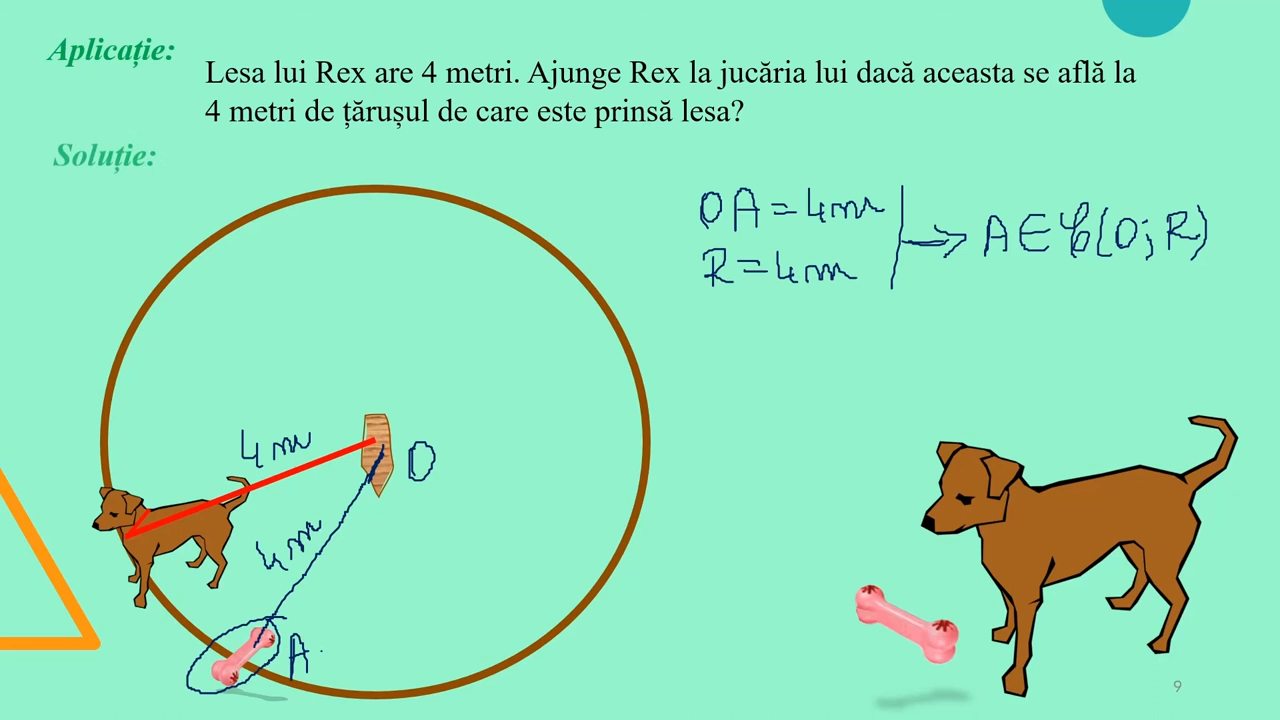 Aplicație:
Lesa lui Rex are 4 metri. Ajunge Rex la jucăria lui dacă aceasta se află la
4 metri de țărușul de care este prinsă lesa?
Soluție:
OA = 4m
R = 4m
→ A ∈ 𝒞(O; R)
4m
O
4m
A
9